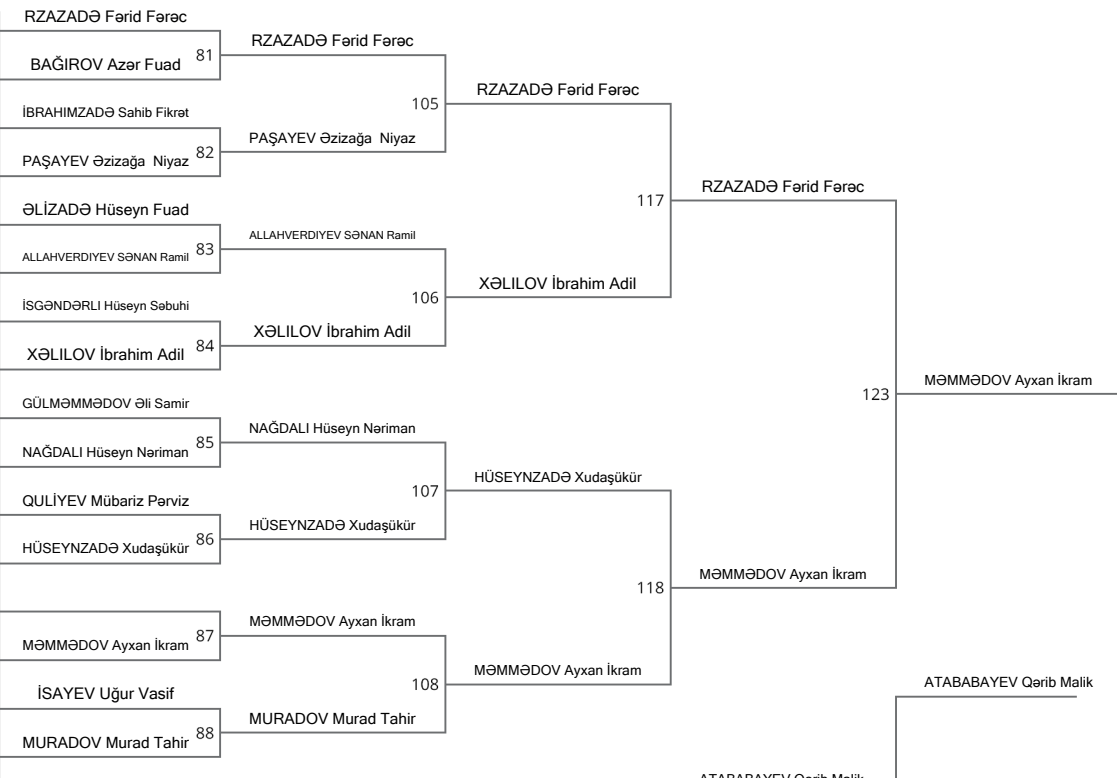 RZAZADƏ Fərid Fərəc
81
BAĞIROV Azər Fuad
RZAZADƏ Fərid Fərəc
İBRAHIMZADƏ Sahib Fikrət
82
PAŞAYEV Əzizağa  Niyaz
105
PAŞAYEV Əzizağa  Niyaz
RZAZADƏ Fərid Fərəc
ƏLİZADƏ Hüseyn Fuad
83
ALLAHVERDIYEV SƏNAN Ramil
ALLAHVERDIYEV SƏNAN Ramil
117
RZAZADƏ Fərid Fərəc
İSGƏNDƏRLI Hüseyn Səbuhi
84
XƏLILOV İbrahim Adil
106
XƏLILOV İbrahim Adil
XƏLILOV İbrahim Adil
GÜLMƏMMƏDOV Əli Samir
85
NAĞDALI Hüseyn Nəriman
NAĞDALI Hüseyn Nəriman
123
MƏMMƏDOV Ayxan İkram
QULİYEV Mübariz Pərviz
86
HÜSEYNZADƏ Xudaşükür
107
HÜSEYNZADƏ Xudaşükür
HÜSEYNZADƏ Xudaşükür
87
MƏMMƏDOV Ayxan İkram
MƏMMƏDOV Ayxan İkram
118
MƏMMƏDOV Ayxan İkram
İSAYEV Uğur Vasif
88
MURADOV Murad Tahir
108
MURADOV Murad Tahir
MƏMMƏDOV Ayxan İkram
ATABABAYEV Qərib Malik
ATABABAYEV Qərib Malik